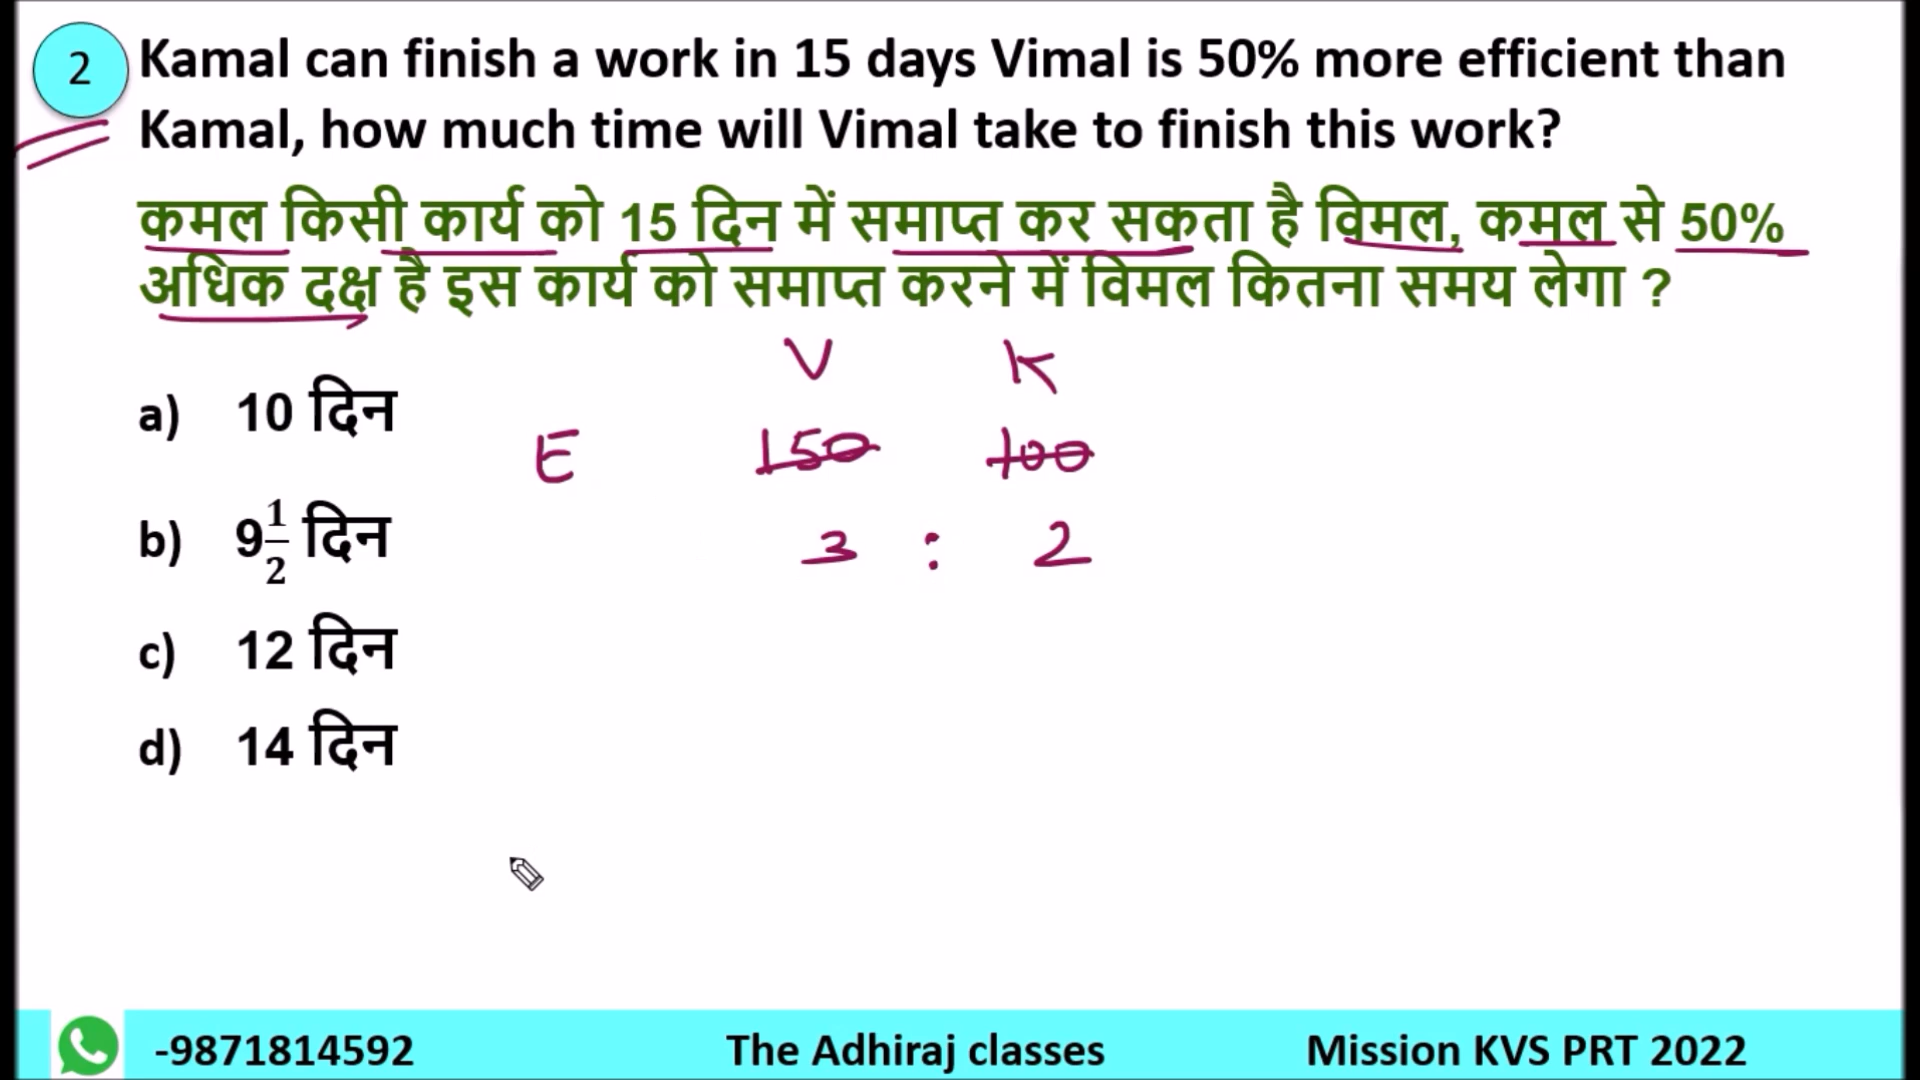 2
Kamal can finish a work in 15 days Vimal is 50% more efficient than
Kamal, how much time will Vimal take to finish this work?
कमल किसी कार्य को 15 दिन में समाप्त कर सकता है विमल, कमल से 50%
अधिक दक्ष है इस कार्य को समाप्त करने में विमल कितना समय लेगा ?
V K
a) 10 दिन
E 150 100
b) 9 1/2 दिन
3 : 2
c) 12 दिन
d) 14 दिन
-9871814592 The Adhiraj classes Mission KVS PRT 2022